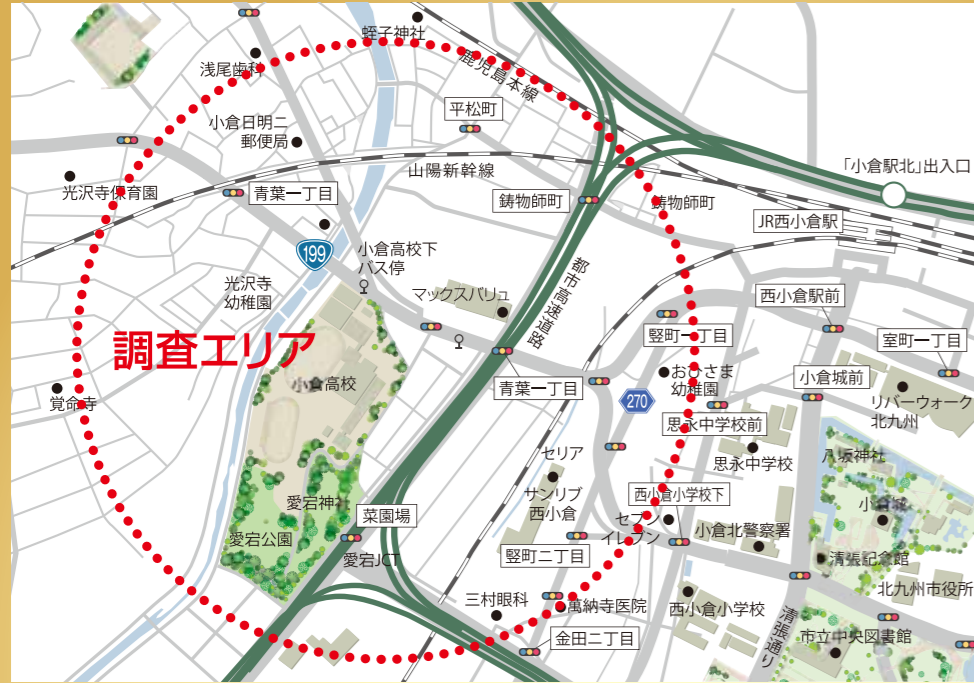 蛭子神社
浅尾歯科
鹿児島本線
平松町
小倉日明二
郵便局
山陽新幹線
「小倉駅北」出入口
光沢寺保育園
青葉一丁目
鋳物師町
鋳物師町
JR西小倉駅
199
小倉高校下
バス停
都市高速道路
光沢寺
幼稚園
マックスバリュ
西小倉駅前
竪町一丁目
室町一丁目
調査エリア
小倉高校
青葉一丁目
おひさま
幼稚園
小倉城前
覚命寺
270
リバーウォーク
北九州
思永中学校前
思永中学校
八坂神社
セリア
サンリブ
西小倉
西小倉小学校下
愛宕神社
菜園場
セブン
イレブン
小倉城
愛宕公園
小倉北警察署
愛宕JCT
竪町二丁目
清張記念館
北九州市役所
三村眼科
萬納寺医院
西小倉小学校
清張通り
金田二丁目
市立中央図書館